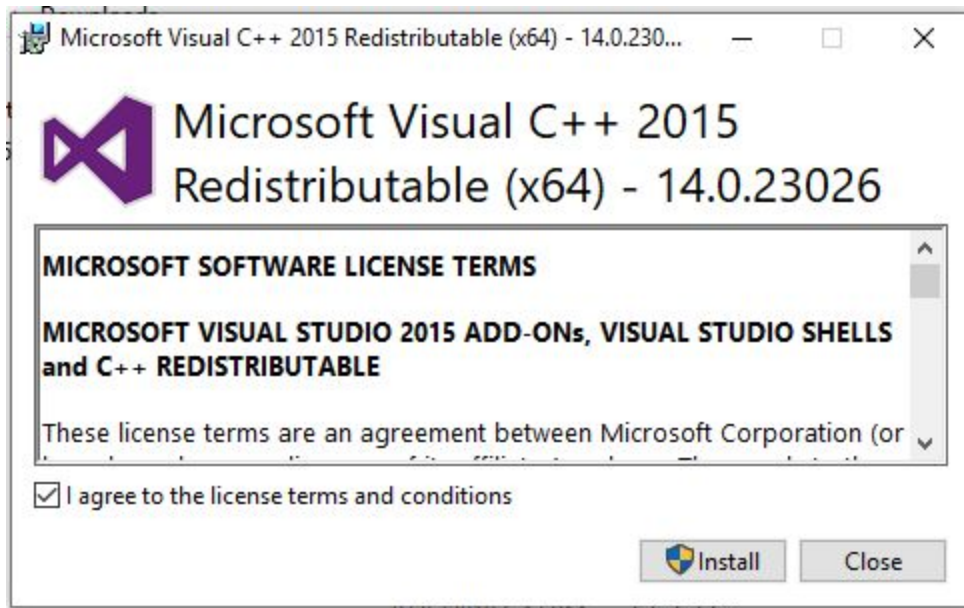 Microsoft Visual C++ 2015 Redistributable (x64) - 14.0.230...
Microsoft Visual C++ 2015
Redistributable (x64) - 14.0.23026
MICROSOFT SOFTWARE LICENSE TERMS
MICROSOFT VISUAL STUDIO 2015 ADD-ONs, VISUAL STUDIO SHELLS
and C++ REDISTRIBUTABLE
These license terms are an agreement between Microsoft Corporation (or
I agree to the license terms and conditions
Install
Close